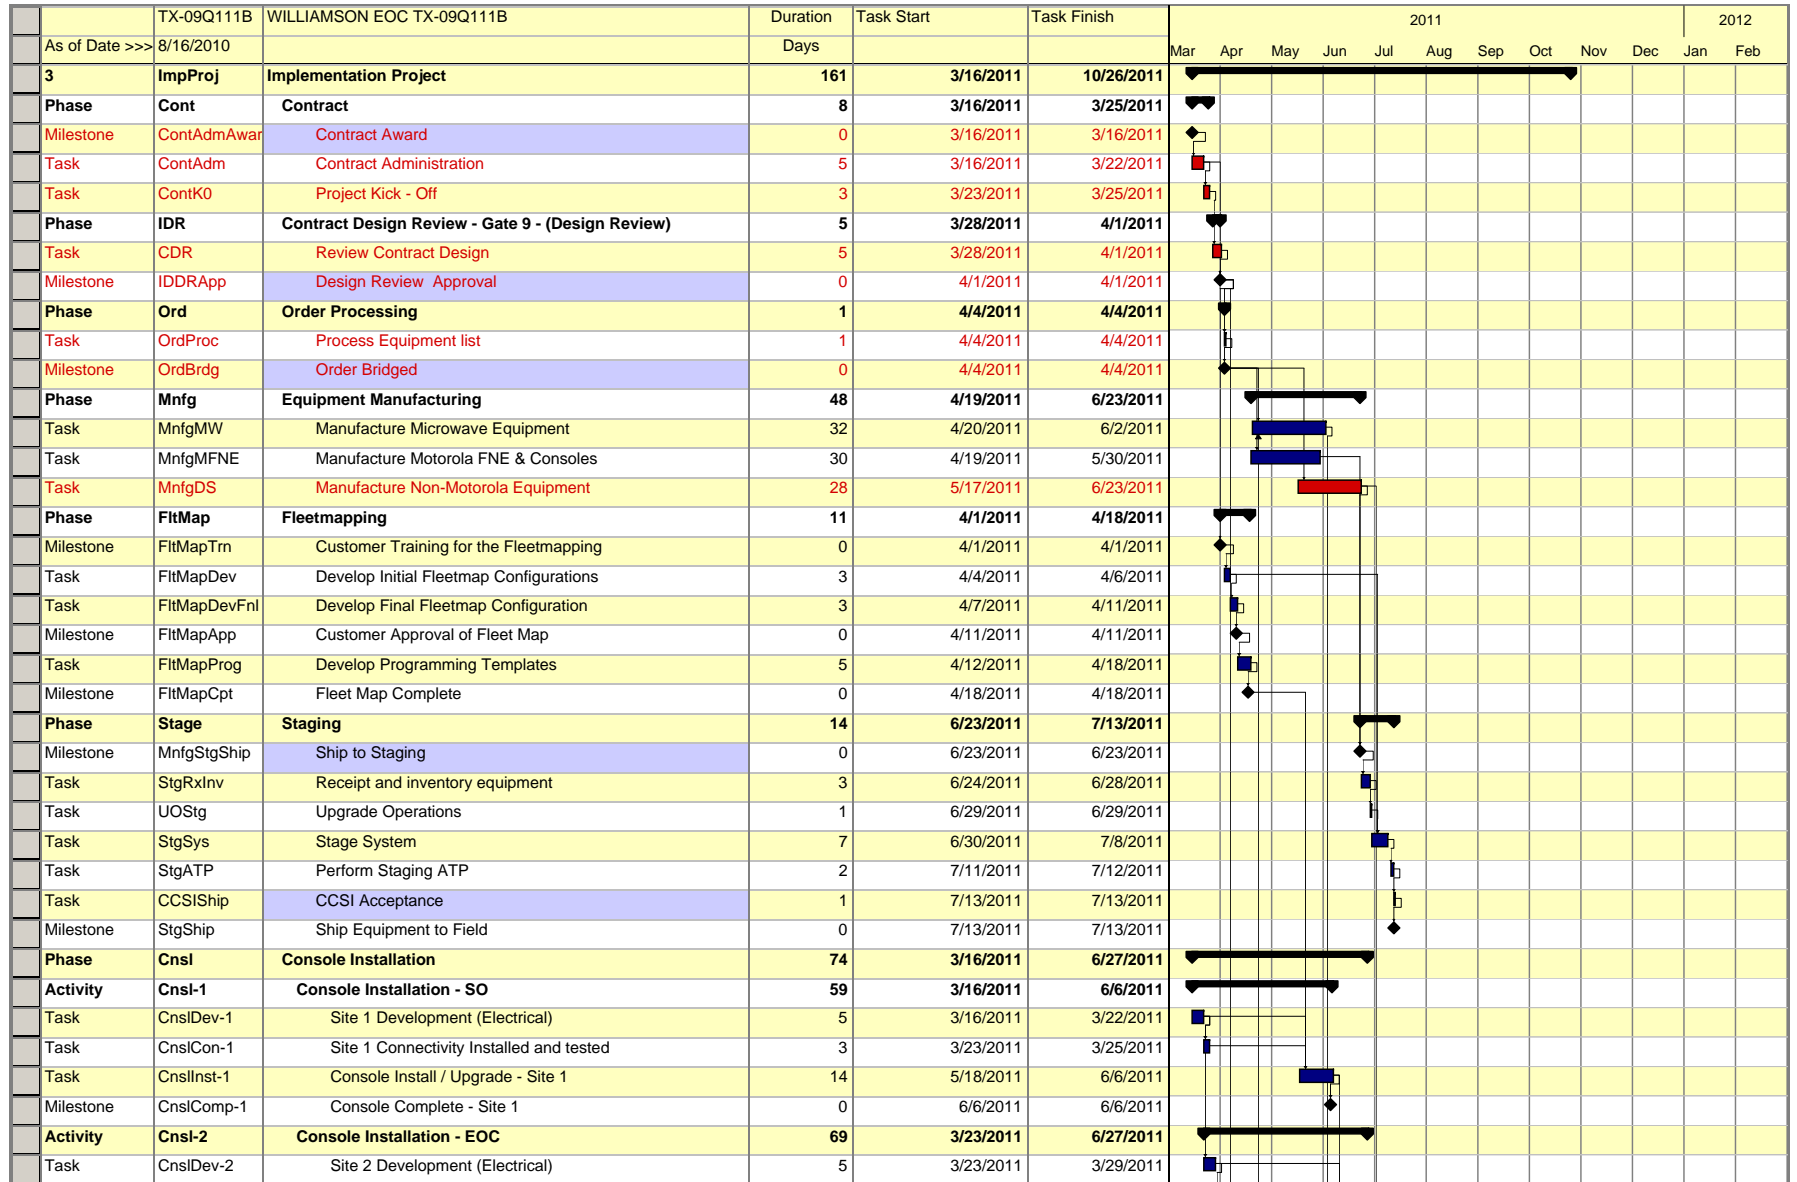 TX-09Q111B WILLIAMSON EOC TX-09Q111B Duration Task Start Task Finish 2011 2012
As of Date >>> 8/16/2010 Days Mar Apr May Jun Jul Aug Sep Oct Nov Dec Jan Feb
3 ImpProj Implementation Project 161 3/16/2011 10/26/2011
Phase Cont Contract 8 3/16/2011 3/25/2011
Milestone ContAdmAwar Contract Award 0 3/16/2011 3/16/2011
Task ContAdm Contract Administration 5 3/16/2011 3/22/2011
Task ContK0 Project Kick - Off 3 3/23/2011 3/25/2011
Phase IDR Contract Design Review - Gate 9 - (Design Review) 5 3/28/2011 4/1/2011
Task CDR Review Contract Design 5 3/28/2011 4/1/2011
Milestone IDDRApp Design Review  Approval 0 4/1/2011 4/1/2011
Phase Ord Order Processing 1 4/4/2011 4/4/2011
Task OrdProc Process Equipment list 1 4/4/2011 4/4/2011
Milestone OrdBrdg Order Bridged 0 4/4/2011 4/4/2011
Phase Mnfg Equipment Manufacturing 48 4/19/2011 6/23/2011
Task MnfgMW Manufacture Microwave Equipment 32 4/20/2011 6/2/2011
Task MnfgMFNE Manufacture Motorola FNE & Consoles 30 4/19/2011 5/30/2011
Task MnfgDS Manufacture Non-Motorola Equipment 28 5/17/2011 6/23/2011
Phase FltMap Fleetmapping 11 4/1/2011 4/18/2011
Milestone FltMapTrn Customer Training for the Fleetmapping 0 4/1/2011 4/1/2011
Task FltMapDev Develop Initial Fleetmap Configurations 3 4/4/2011 4/6/2011
Task FltMapDevFnl Develop Final Fleetmap Configuration 3 4/7/2011 4/11/2011
Milestone FltMapApp Customer Approval of Fleet Map 0 4/11/2011 4/11/2011
Task FltMapProg Develop Programming Templates 5 4/12/2011 4/18/2011
Milestone FltMapCpt Fleet Map Complete 0 4/18/2011 4/18/2011
Phase Stage Staging 14 6/23/2011 7/13/2011
Milestone MnfgStgShip Ship to Staging 0 6/23/2011 6/23/2011
Task StgRxInv Receipt and inventory equipment 3 6/24/2011 6/28/2011
Task UOStg Upgrade Operations 1 6/29/2011 6/29/2011
Task StgSys Stage System 7 6/30/2011 7/8/2011
Task StgATP Perform Staging ATP 2 7/11/2011 7/12/2011
Task CCSIShip CCSI Acceptance 1 7/13/2011 7/13/2011
Milestone StgShip Ship Equipment to Field 0 7/13/2011 7/13/2011
Phase Cnsl Console Installation 74 3/16/2011 6/27/2011
Activity Cnsl-1 Console Installation - SO 59 3/16/2011 6/6/2011
Task CnslDev-1 Site 1 Development (Electrical) 5 3/16/2011 3/22/2011
Task CnslCon-1 Site 1 Connectivity Installed and tested 3 3/23/2011 3/25/2011
Task CnslInst-1 Console Install / Upgrade - Site 1 14 5/18/2011 6/6/2011
Milestone CnslComp-1 Console Complete - Site 1 0 6/6/2011 6/6/2011
Activity Cnsl-2 Console Installation - EOC 69 3/23/2011 6/27/2011
Task CnslDev-2 Site 2 Development (Electrical) 5 3/23/2011 3/29/2011